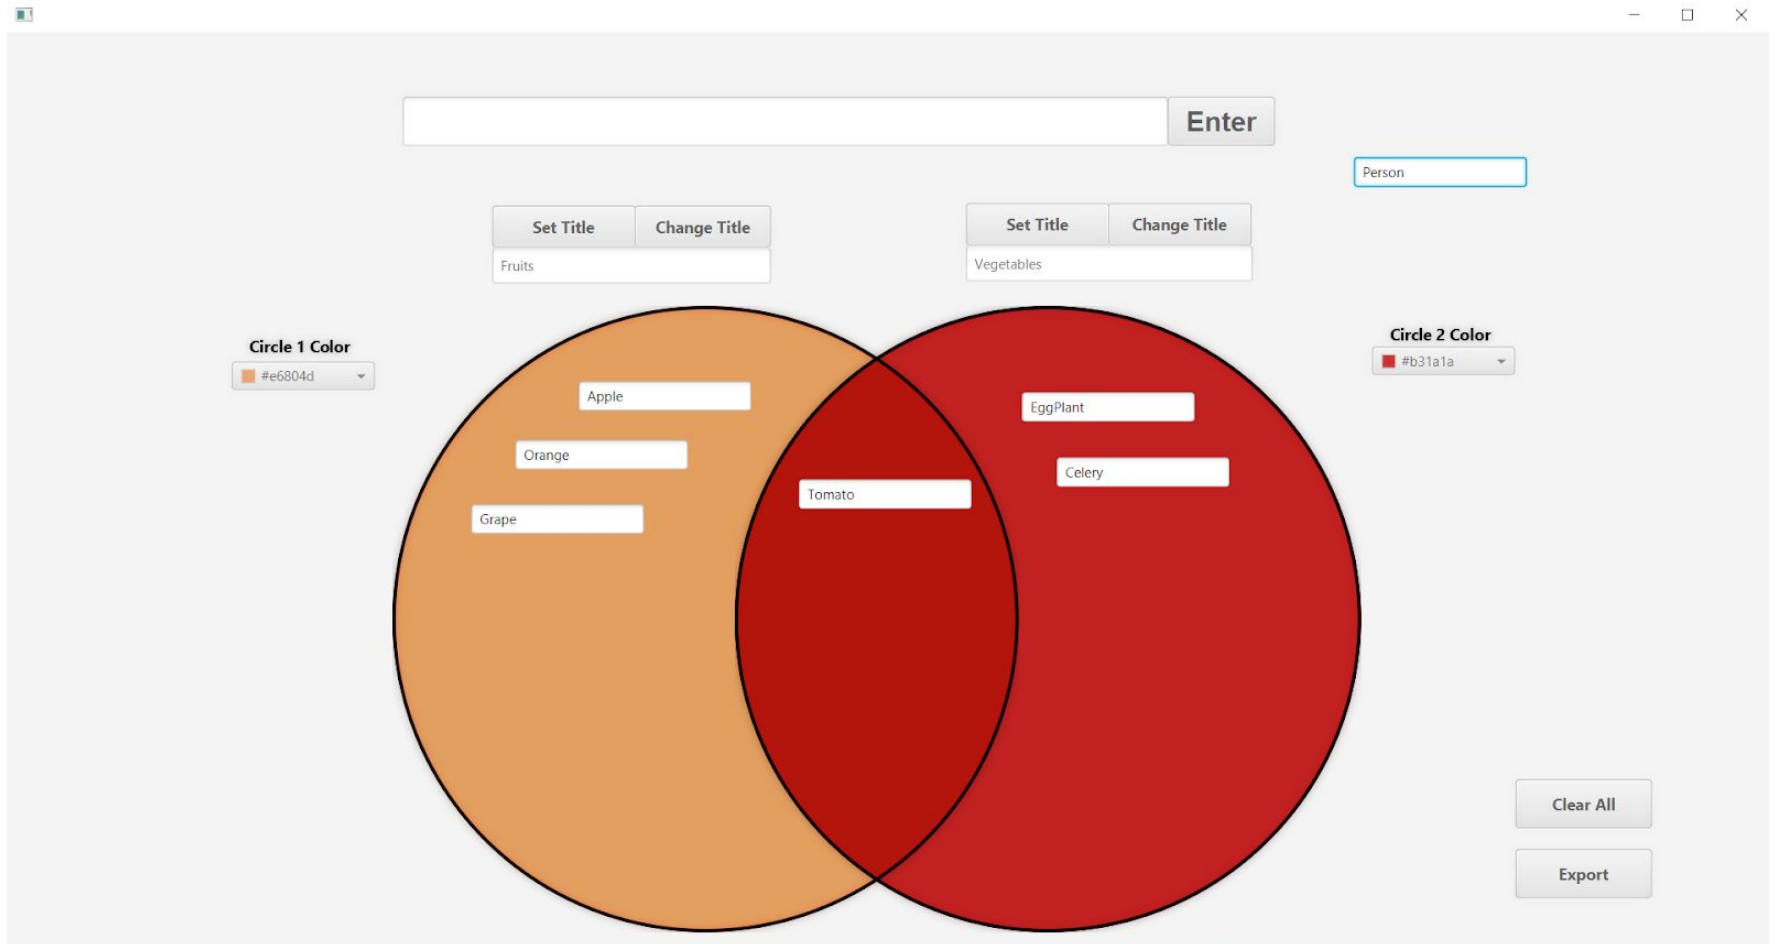 Enter
Person
Set Title
Change Title
Set Title
Change Title
Fruits
Vegetables
Circle 1 Color
#e6804d
Circle 2 Color
#b31a1a
Apple
EggPlant
Orange
Celery
Tomato
Grape
Clear All
Export